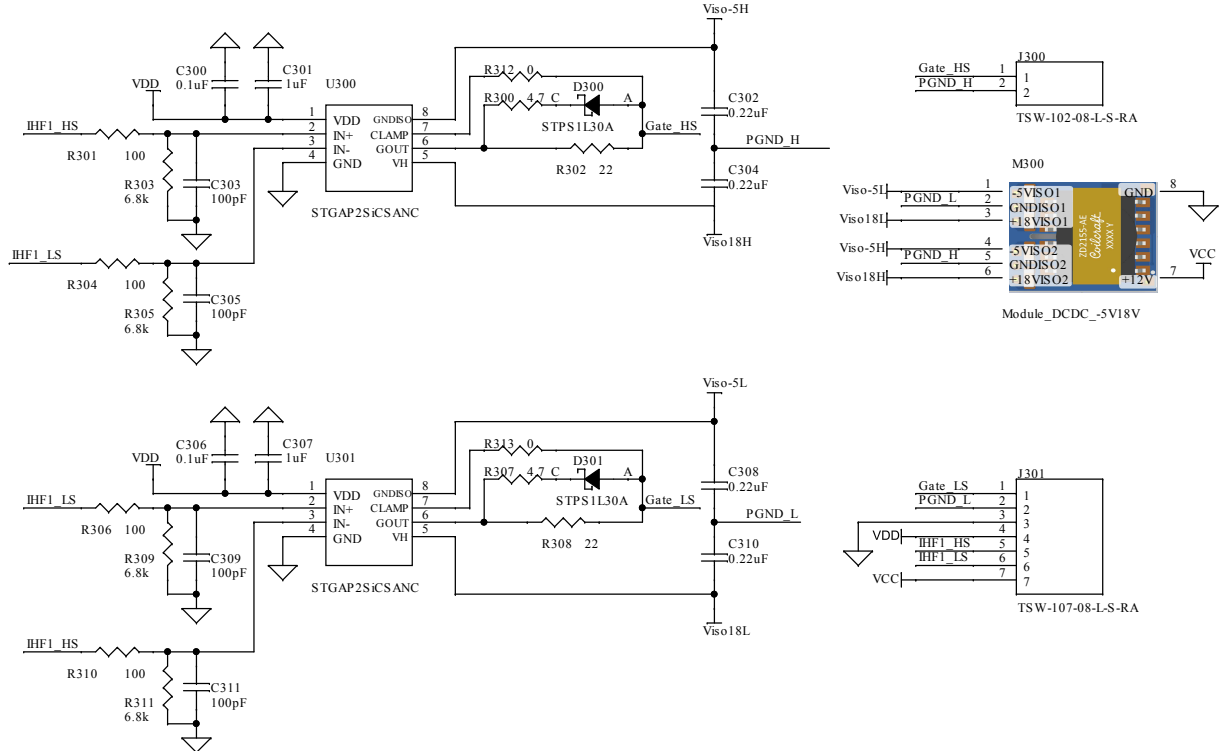 Viso-5H
C300
0.1uF
C301
1uF
VDD
U300
1 VDD GNDISO 8
2 IN+ CLAMP 7
3 IN- GOUT 6
4 GND VH 5
STGAP2SiCSANC
IHF1_HS
R301 100
R303
6.8k
C303
100pF
IHF1_LS
R304 100
R305
6.8k
C305
100pF
R312 0
R300 4.7 C D300 A
STPS1L30A
Gate_HS
R302 22
C302
0.22uF
PGND_H
C304
0.22uF
Viso18H
J300
Gate_HS 1 1
PGND_H 2 2
TSW-102-08-L-S-RA
M300
Viso-5L 1 -5VISO1 GND 8
PGND_L 2 GNDISO1
Viso18L 3 +18VISO1
Viso-5H 4 -5VISO2
PGND_H 5 GNDISO2
Viso18H 6 +18VISO2 +12V 7
VCC
ZD2155-AE
Coilcraft
XXXX Y
Module_DCDC_-5V18V
Viso-5L
C306
0.1uF
C307
1uF
VDD
U301
1 VDD GNDISO 8
2 IN+ CLAMP 7
3 IN- GOUT 6
4 GND VH 5
STGAP2SiCSANC
IHF1_LS
R306 100
R309
6.8k
C309
100pF
IHF1_HS
R310 100
R311
6.8k
C311
100pF
R313 0
R307 4.7 C D301 A
STPS1L30A
Gate_LS
R308 22
C308
0.22uF
PGND_L
C310
0.22uF
Viso18L
J301
Gate_LS 1 1
PGND_L 2 2
3 3
VDD 4 4
IHF1_HS 5 5
IHF1_LS 6 6
VCC 7 7
TSW-107-08-L-S-RA